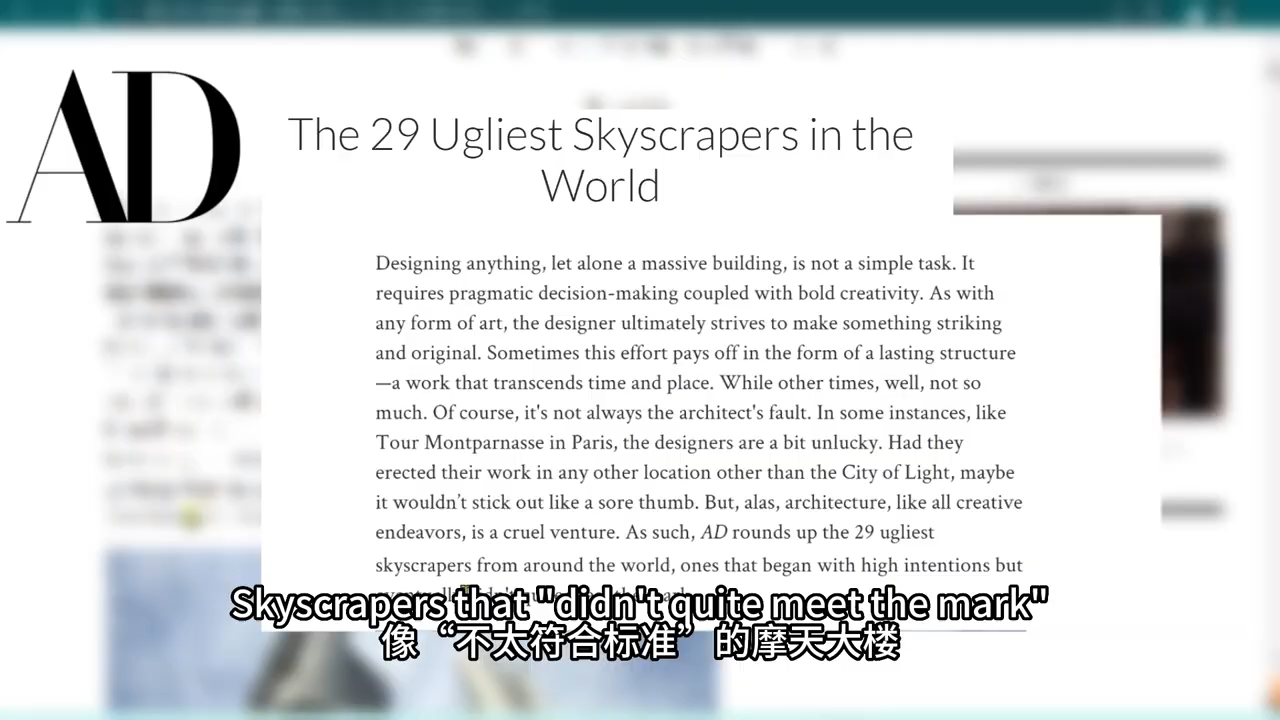 AD
The 29 Ugliest Skyscrapers in the
World
Designing anything, let alone a massive building, is not a simple task. It
requires pragmatic decision-making coupled with bold creativity. As with
any form of art, the designer ultimately strives to make something striking
and original. Sometimes this effort pays off in the form of a lasting structure
—a work that transcends time and place. While other times, well, not so
much. Of course, it's not always the architect's fault. In some instances, like
Tour Montparnasse in Paris, the designers are a bit unlucky. Had they
erected their work in any other location other than the City of Light, maybe
it wouldn’t stick out like a sore thumb. But, alas, architecture, like all creative
endeavors, is a cruel venture. As such, AD rounds up the 29 ugliest
skyscrapers from around the world, ones that began with high intentions but
Skyscrapers that "didn't quite meet the mark"
像“不太符合标准”的摩天大楼